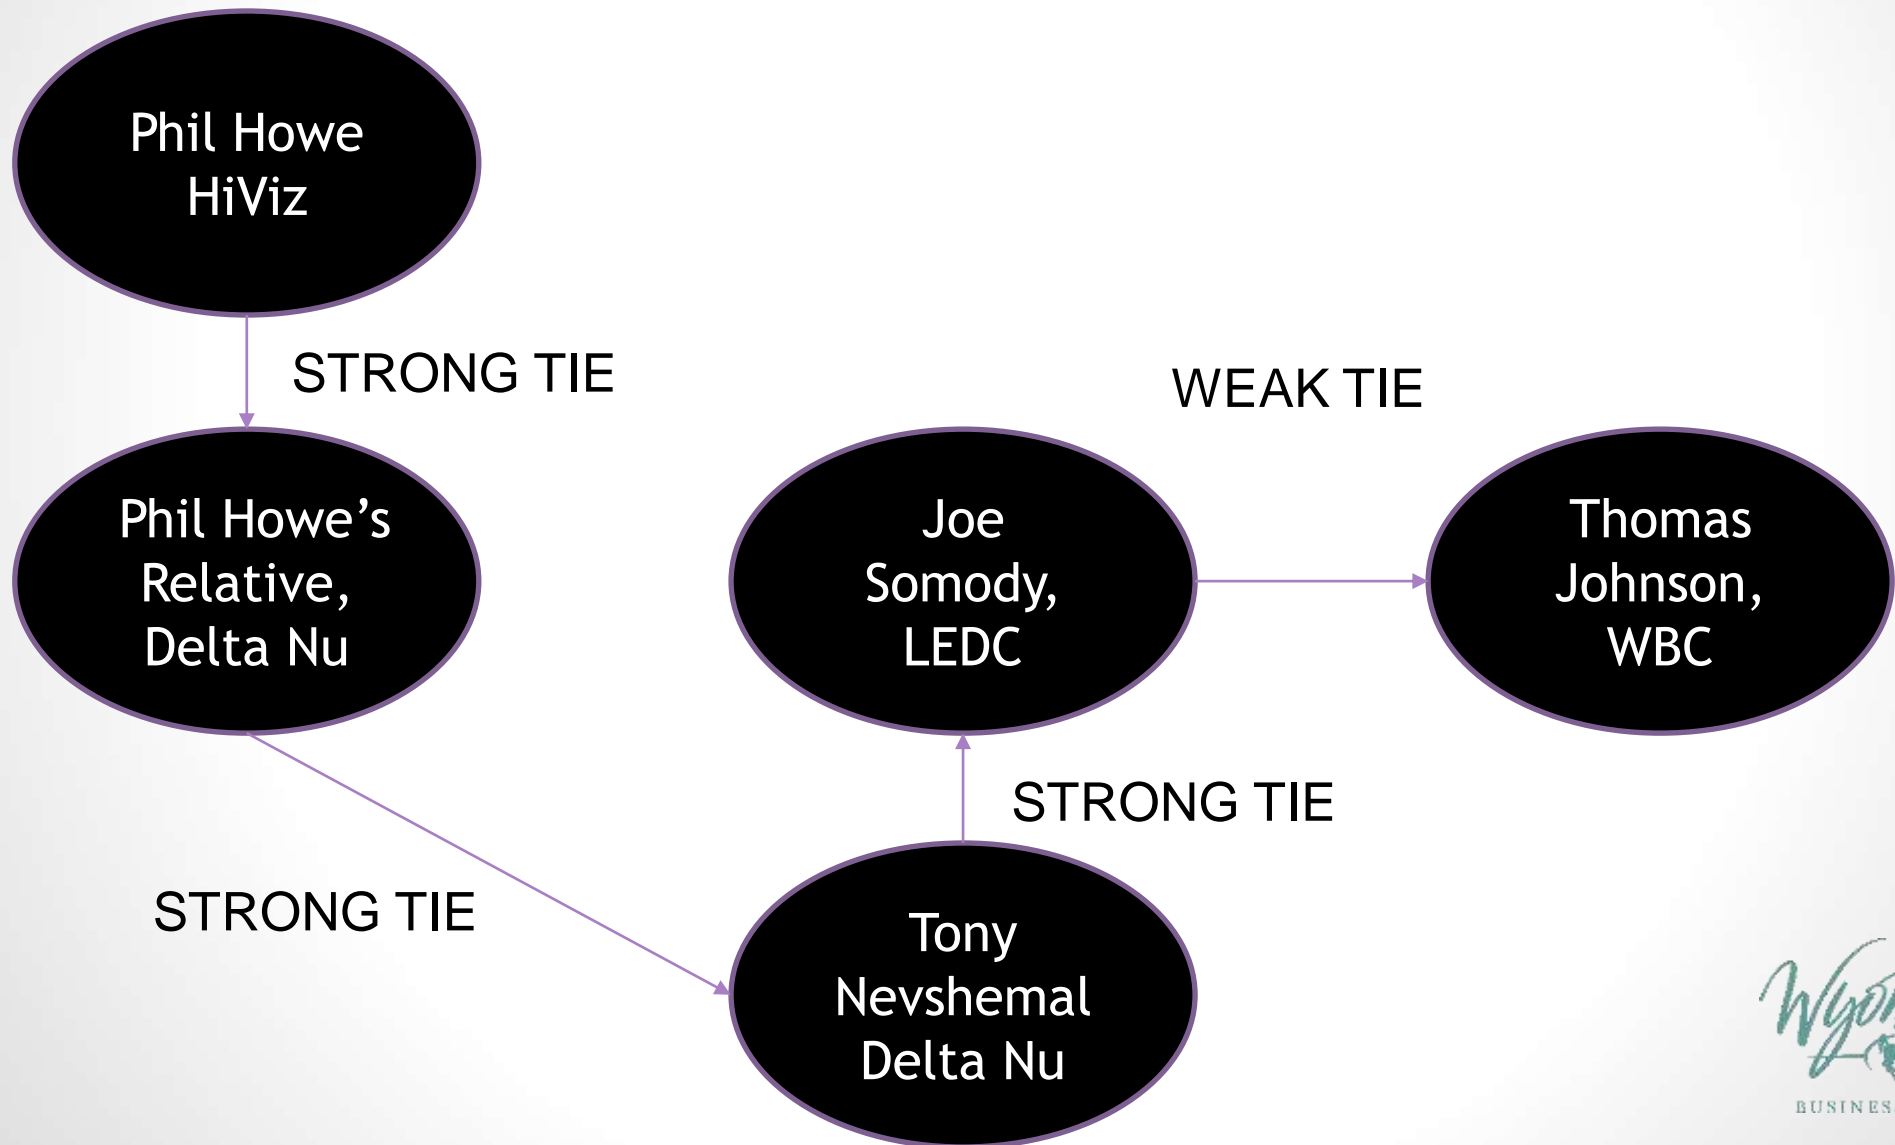 Phil Howe
HiViz
STRONG TIE
Phil Howe’s
Relative,
Delta Nu
STRONG TIE
Tony
Nevshemal
Delta Nu
STRONG TIE
Joe
Somody,
LEDC
WEAK TIE
Thomas
Johnson,
WBC